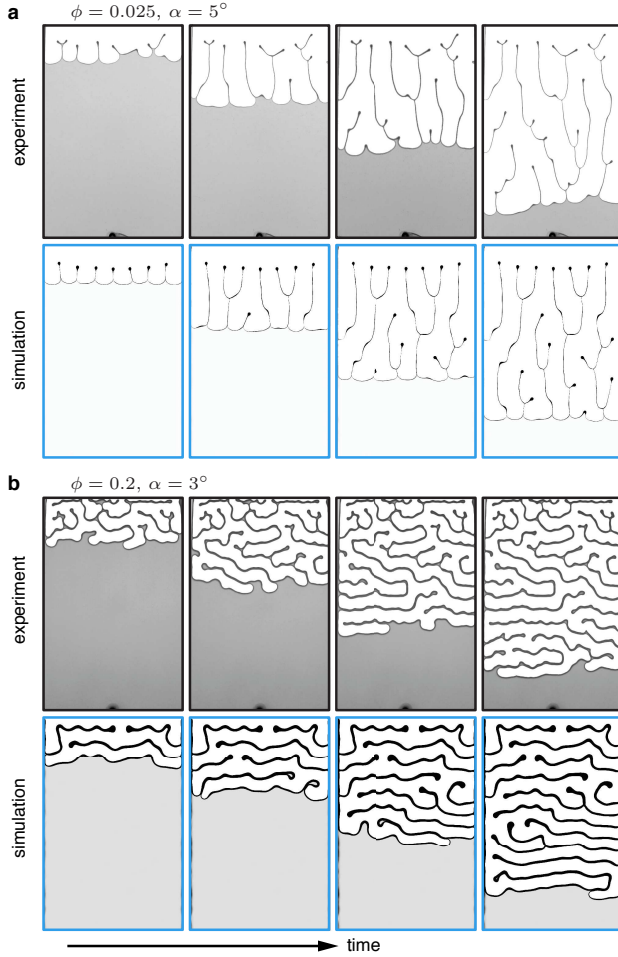 a
ϕ = 0.025, α = 5°
experiment
simulation
b
ϕ = 0.2, α = 3°
experiment
simulation
time